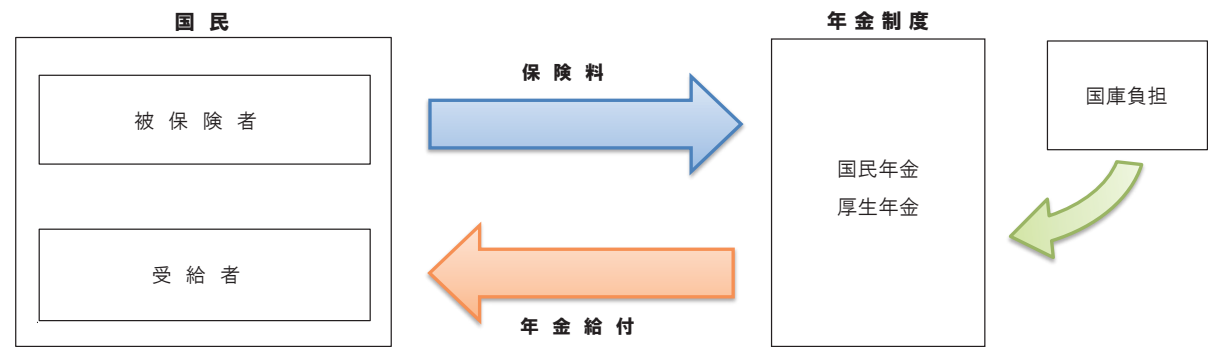 国民
年金制度
保険料
被保険者
国庫負担
国民年金
厚生年金
受給者
年金給付